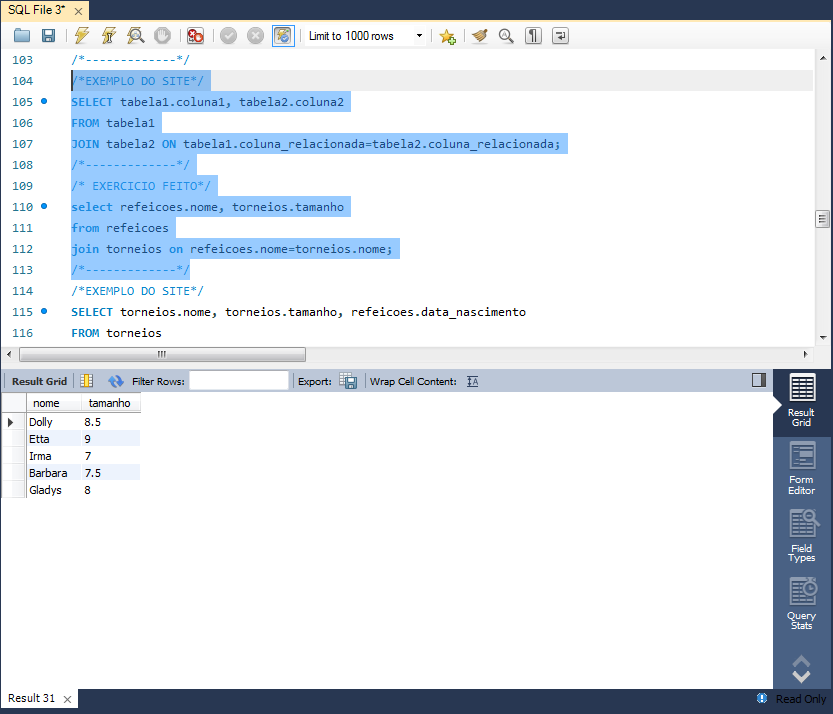 SQL File 3*
Limit to 1000 rows
103 /*-------------*/
104 /*EXEMPLO DO SITE*/
105 SELECT tabela1.coluna1, tabela2.coluna2
106 FROM tabela1
107 JOIN tabela2 ON tabela1.coluna_relacionada=tabela2.coluna_relacionada;
108 /*-------------*/
109 /* EXERCICIO FEITO*/
110 select refeicoes.nome, torneios.tamanho
111 from refeicoes
112 join torneios on refeicoes.nome=torneios.nome;
113 /*-------------*/
114 /*EXEMPLO DO SITE*/
115 SELECT torneios.nome, torneios.tamanho, refeicoes.data_nascimento
116 FROM torneios
Result Grid Filter Rows: Export: Wrap Cell Content: IA
nome tamanho
Dolly 8.5
Etta 9
Irma 7
Barbara 7.5
Gladys 8
Result
Grid
Form
Editor
Field
Types
Query
Stats
Result 31
Read Only